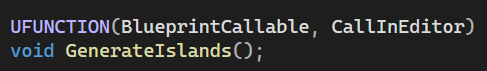 UFUNCTION(BlueprintCallable, CallInEditor)
void GenerateIslands();